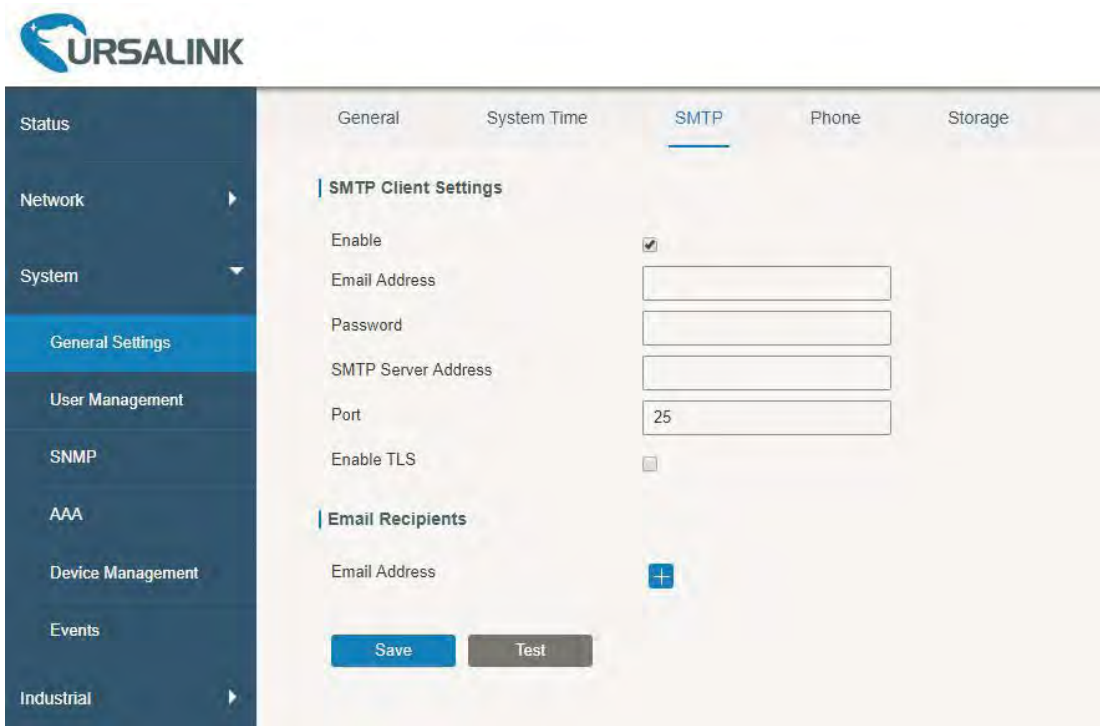 URSALINK
Status
Network
System
General Settings
User Management
SNMP
AAA
Device Management
Events
Industrial
General System Time SMTP Phone Storage
SMTP Client Settings
Enable
Email Address
Password
SMTP Server Address
Port 25
Enable TLS
Email Recipients
Email Address
Save Test